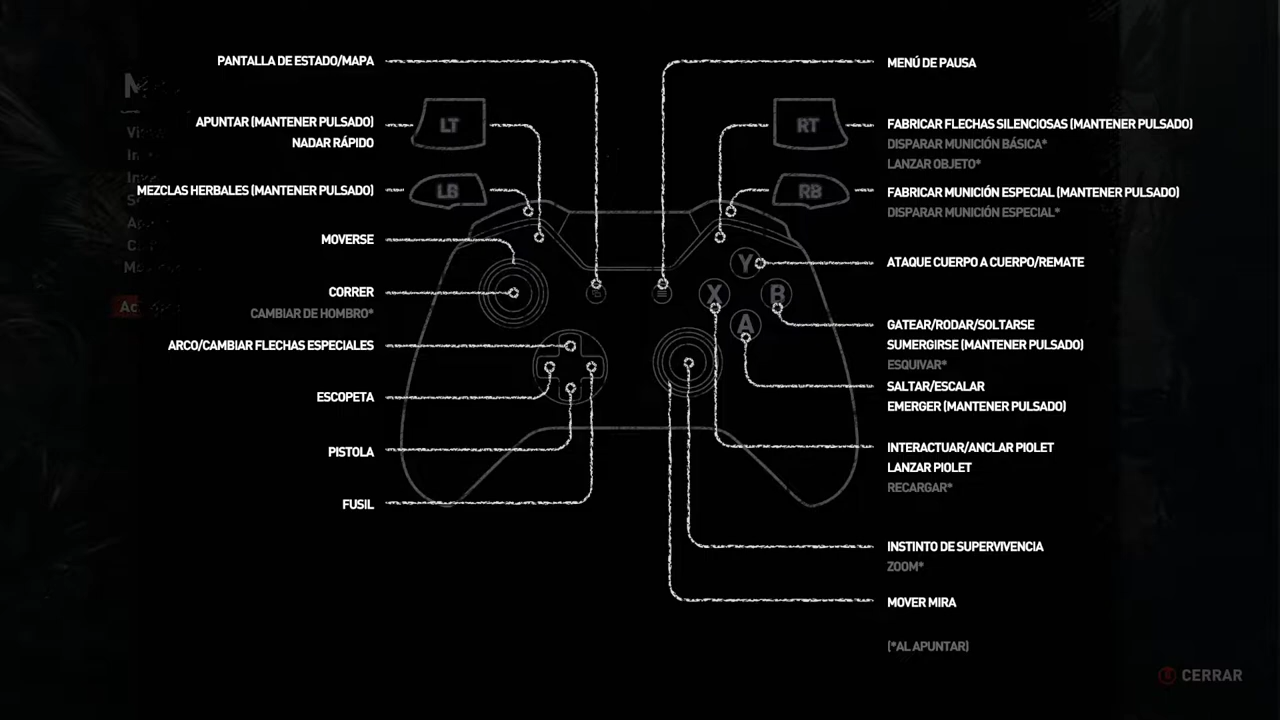 PANTALLA DE ESTADO/MAPA
APUNTAR (MANTENER PULSADO)
NADAR RÁPIDO
MEZCLAS HERBALES (MANTENER PULSADO)
MOVERSE
CORRER
CAMBIAR DE HOMBRO*
ARCO/CAMBIAR FLECHAS ESPECIALES
ESCOPETA
PISTOLA
FUSIL
LT
LB
RT
RB
Y
X
B
A
MENÚ DE PAUSA
FABRICAR FLECHAS SILENCIOSAS (MANTENER PULSADO)
DISPARAR MUNICIÓN BÁSICA*
LANZAR OBJETO*
FABRICAR MUNICIÓN ESPECIAL (MANTENER PULSADO)
DISPARAR MUNICIÓN ESPECIAL*
ATAQUE CUERPO A CUERPO/REMATE
GATEAR/RODAR/SOLTARSE
SUMERGIRSE (MANTENER PULSADO)
ESQUIVAR*
SALTAR/ESCALAR
EMERGER (MANTENER PULSADO)
INTERACTUAR/ANCLAR PIOLET
LANZAR PIOLET
RECARGAR*
INSTINTO DE SUPERVIVENCIA
ZOOM*
MOVER MIRA
(*AL APUNTAR)
CERRAR